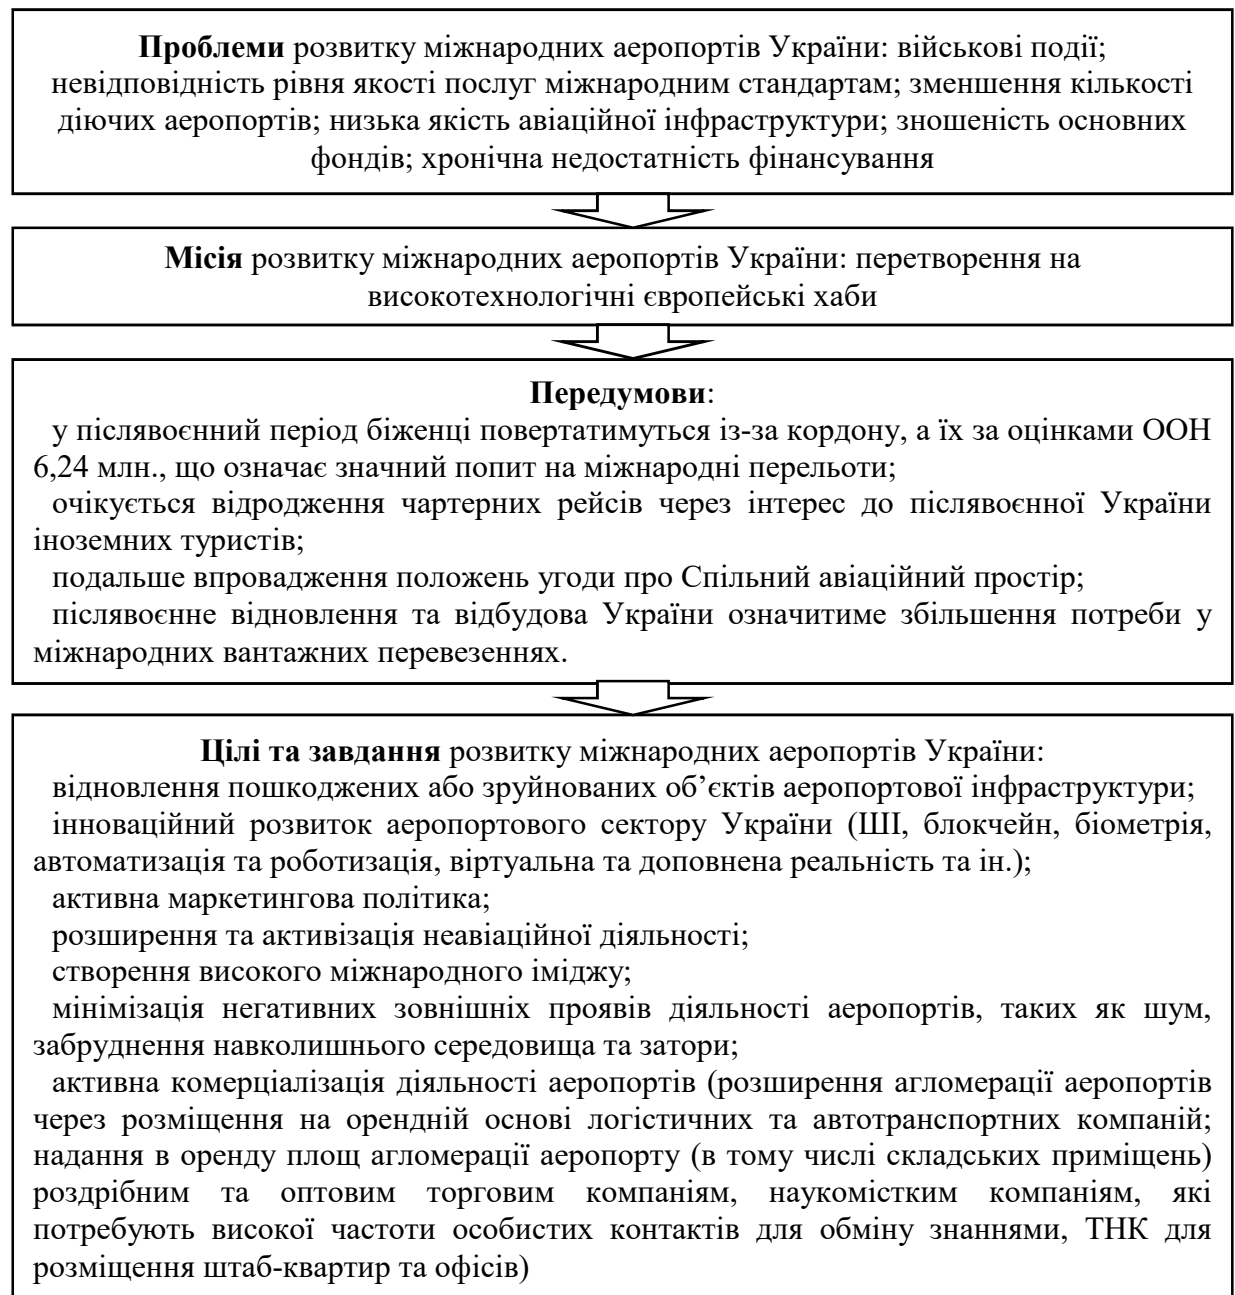 Проблеми розвитку міжнародних аеропортів України: військові події;
невідповідність рівня якості послуг міжнародним стандартам; зменшення кількості
діючих аеропортів; низька якість авіаційної інфраструктури; зношеність основних
фондів; хронічна недостатність фінансування
Місія розвитку міжнародних аеропортів України: перетворення на
високотехнологічні європейські хаби
Передумови:
у післявоєнний період біженці повертатимуться із-за кордону, а їх за оцінками ООН
6,24 млн., що означає значний попит на міжнародні перельоти;
очікується відродження чартерних рейсів через інтерес до післявоєнної України
іноземних туристів;
подальше впровадження положень угоди про Спільний авіаційний простір;
післявоєнне відновлення та відбудова України означитиме збільшення потреби у
міжнародних вантажних перевезеннях.
Цілі та завдання розвитку міжнародних аеропортів України:
відновлення пошкоджених або зруйнованих об’єктів аеропортової інфраструктури;
інноваційний розвиток аеропортового сектору України (ШІ, блокчейн, біометрія,
автоматизація та роботизація, віртуальна та доповнена реальність та ін.);
активна маркетингова політика;
розширення та активізація неавіаційної діяльності;
створення високого міжнародного іміджу;
мінімізація негативних зовнішніх проявів діяльності аеропортів, таких як шум,
забруднення навколишнього середовища та затори;
активна комерціалізація діяльності аеропортів (розширення агломерації аеропортів
через розміщення на орендній основі логістичних та автотранспортних компаній;
надання в оренду площ агломерації аеропорту (в тому числі складських приміщень)
роздрібним та оптовим торговим компаніям, наукомістким компаніям, які
потребують високої частоти особистих контактів для обміну знаннями, ТНК для
розміщення штаб-квартир та офісів)